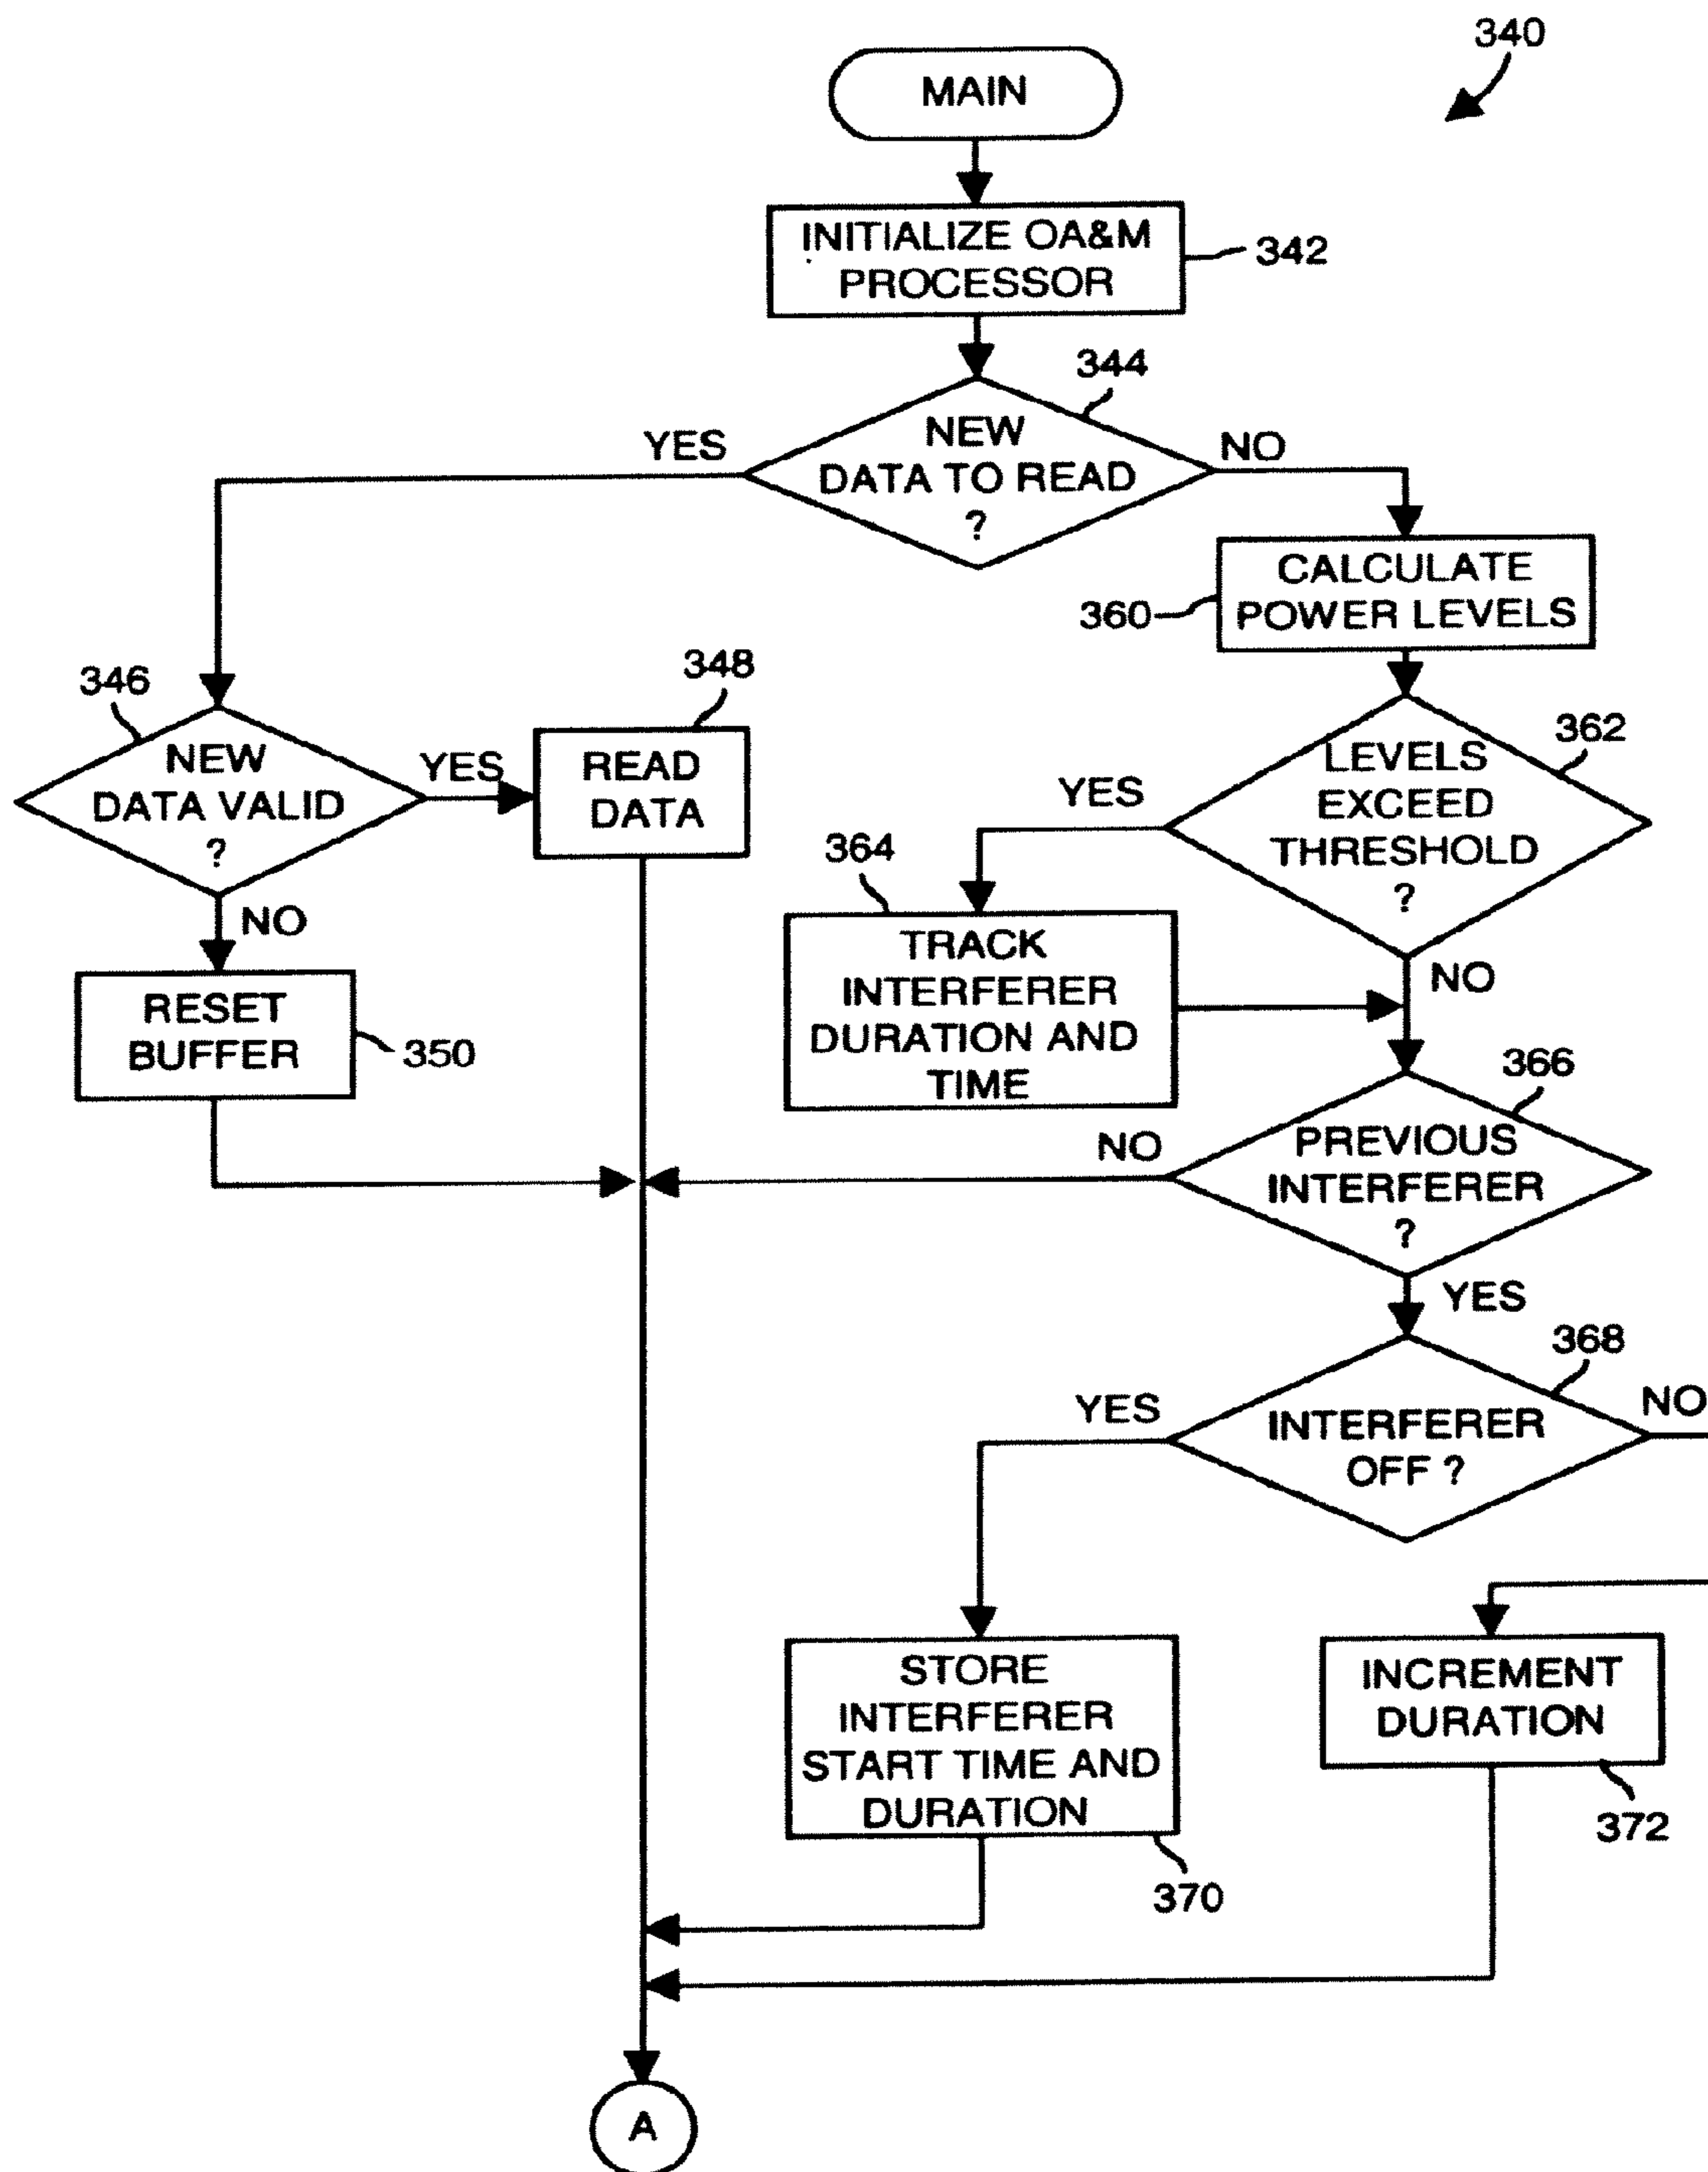 340
MAIN
INITIALIZE OA&M
PROCESSOR
342
344
NEW
DATA TO READ
?
YES
NO
CALCULATE
POWER LEVELS
360
346
NEW
DATA VALID
?
YES
348
READ
DATA
362
LEVELS
EXCEED
THRESHOLD
?
YES
NO
364
TRACK
INTERFERER
DURATION AND
TIME
NO
RESET
BUFFER
350
366
PREVIOUS
INTERFERER
?
NO
YES
368
INTERFERER
OFF ?
YES
NO
STORE
INTERFERER
START TIME AND
DURATION
370
INCREMENT
DURATION
372
A